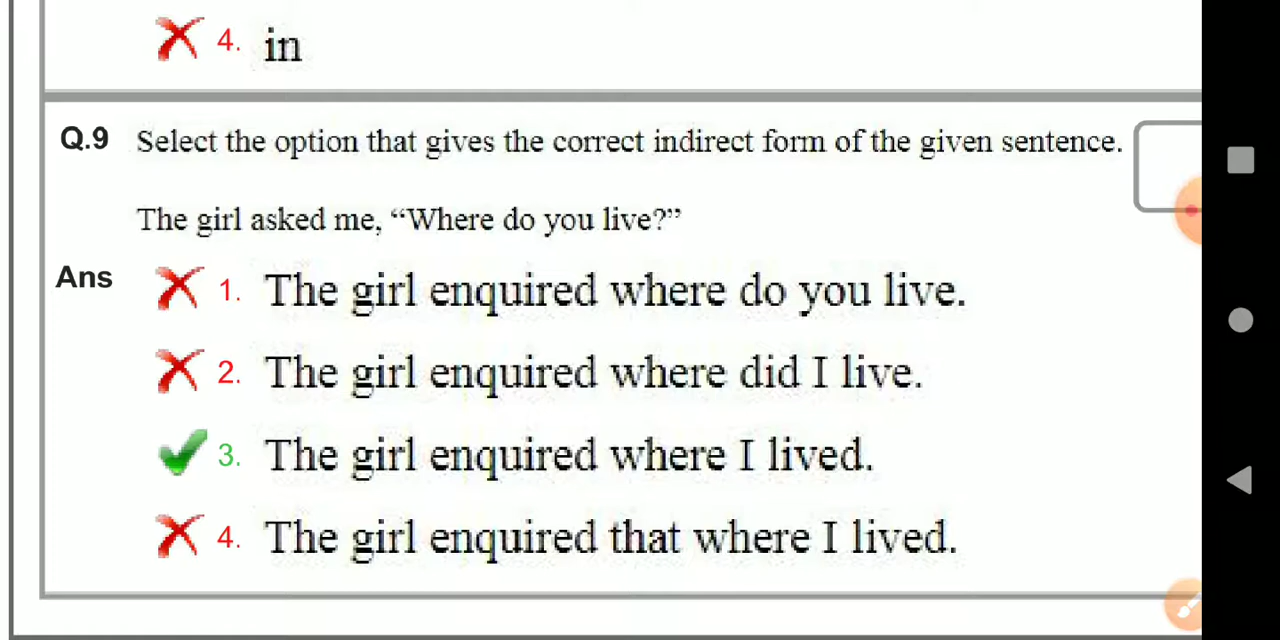 4. in
Q.9 Select the option that gives the correct indirect form of the given sentence.
The girl asked me, “Where do you live?”
Ans
1. The girl enquired where do you live.
2. The girl enquired where did I live.
3. The girl enquired where I lived.
4. The girl enquired that where I lived.